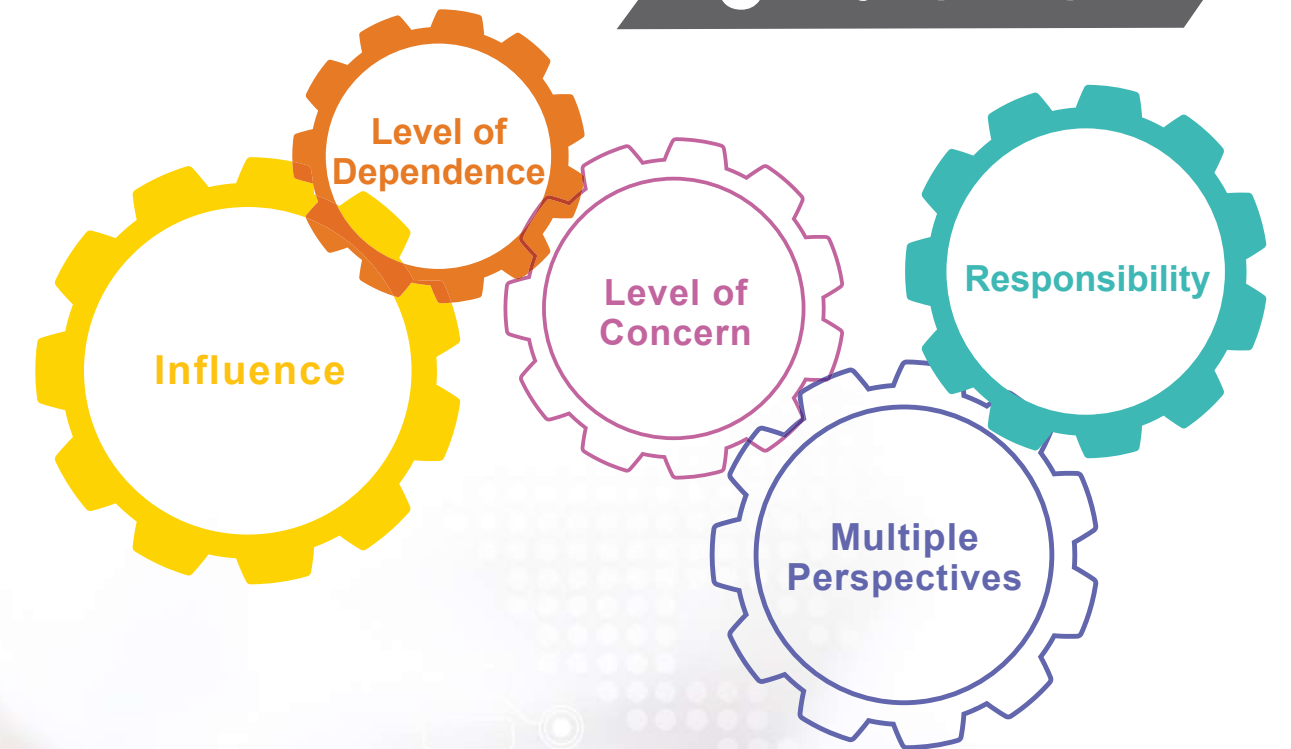 Level of
Dependence
Influence
Level of
Concern
Responsibility
Multiple
Perspectives